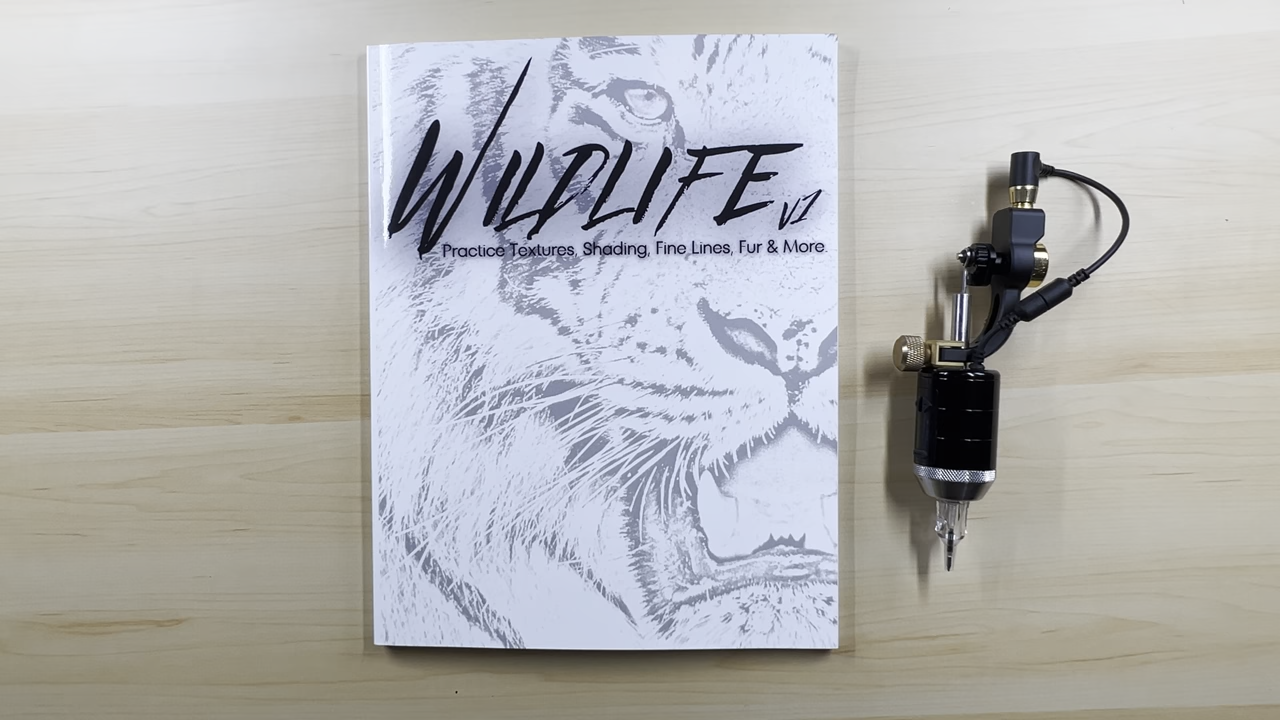 WILDLIFE V1
Practice Textures, Shading, Fine Lines, Fur & More.